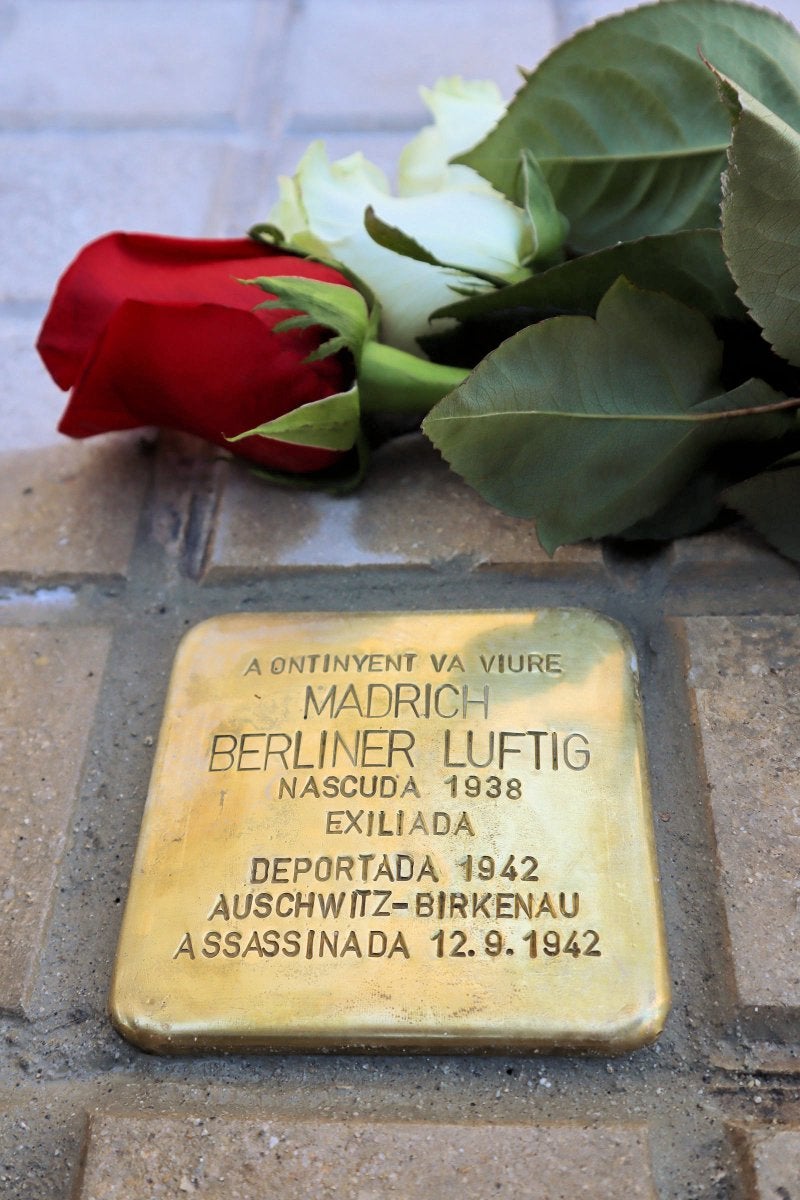 A ONTINYENT VA VIURE
MADRICH
BERLINER LUFTIG
NASCUDA 1938
EXILIADA
DEPORTADA 1942
AUSCHWITZ-BIRKENAU
ASSASSINADA 12.9.1942